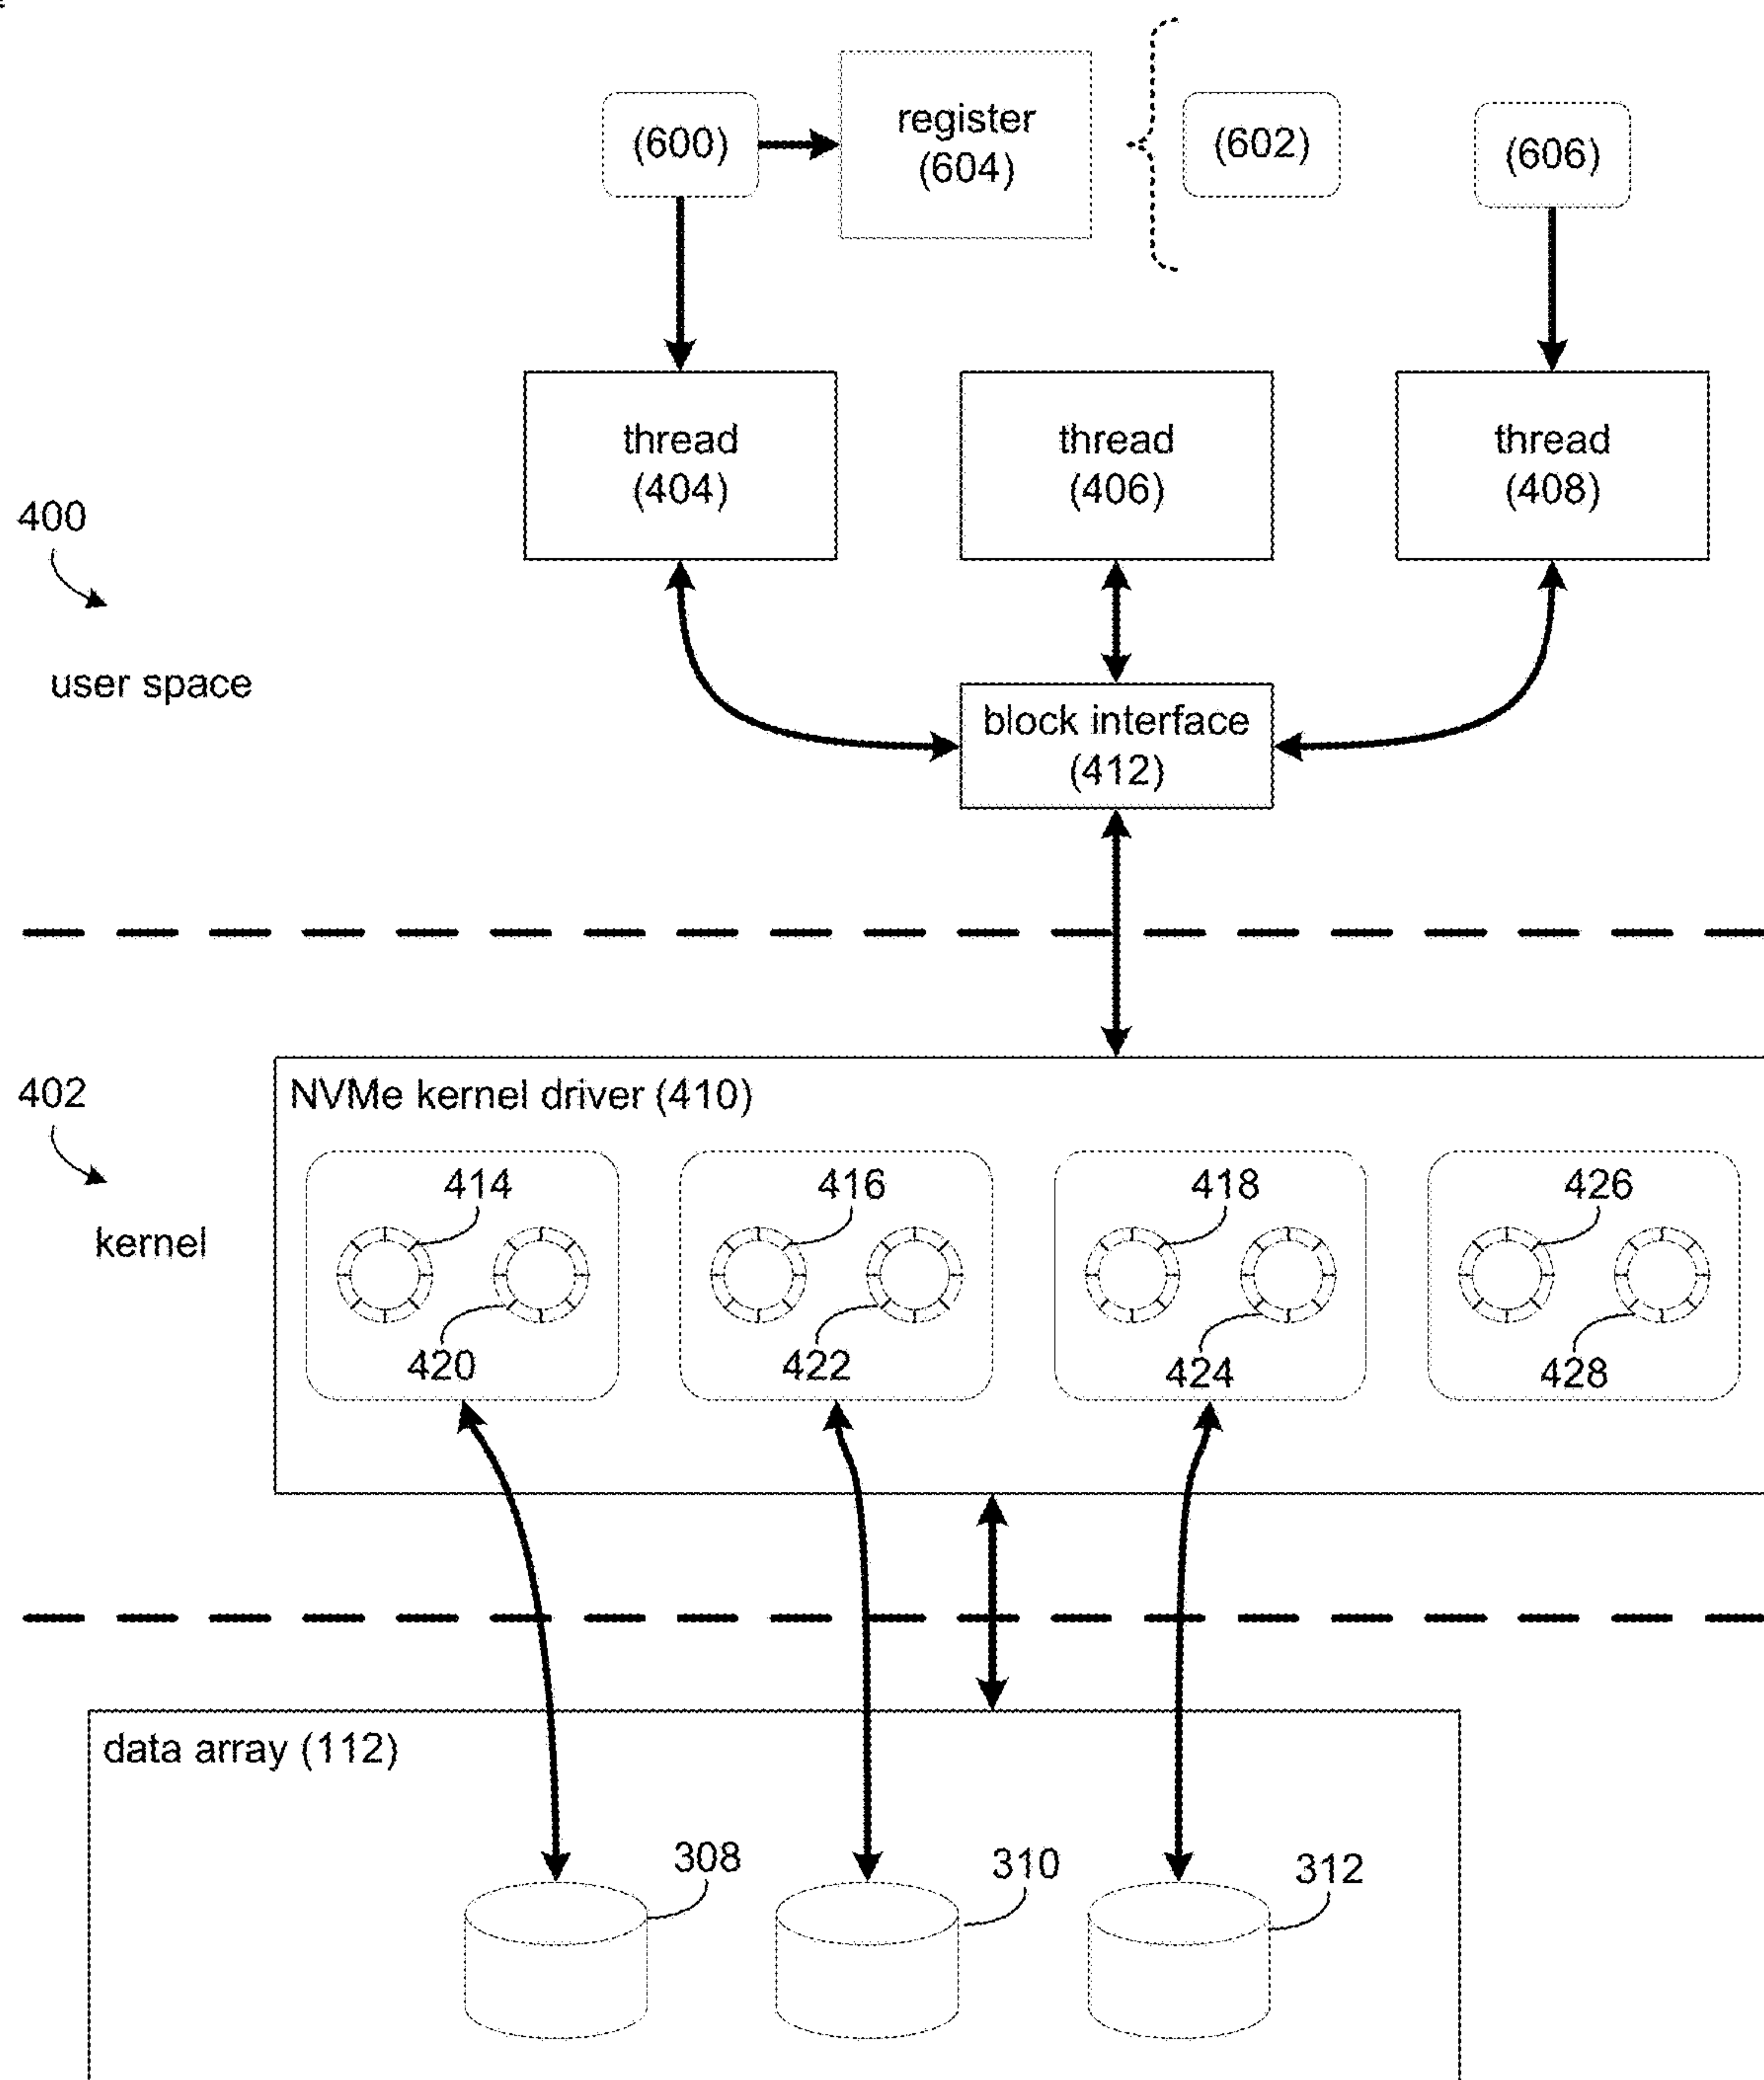 register
(600)
(604)
(602)
(606)
thread
(404)
thread
(406)
thread
(408)
400
user space
block interface
(412)
402
NVMe kernel driver (410)
414
416
418
426
kernel
420
422
424
428
data array (112)
308
310
312